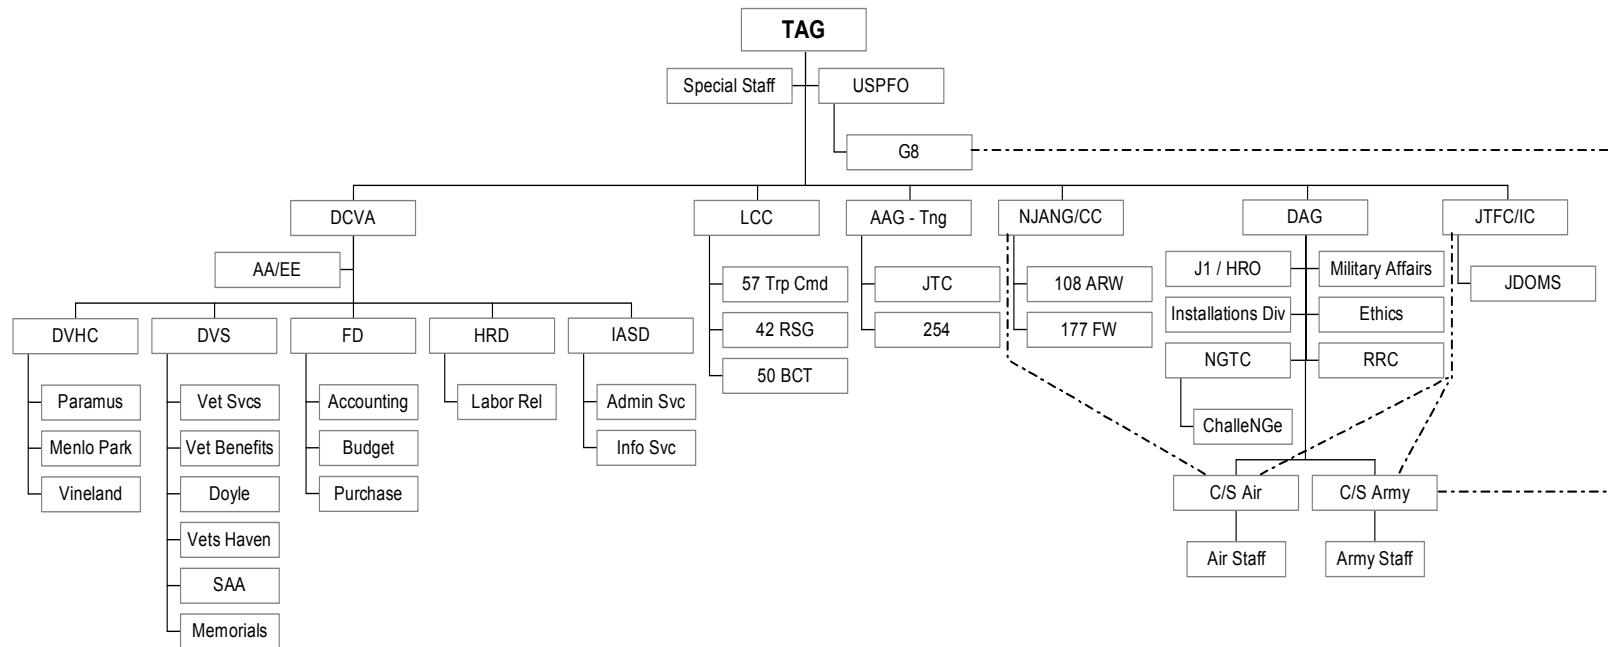 TAG
Special Staff
USPFO
G8
DCVA
LCC
AAG - Tng
NJANG/CC
DAG
JTFC/IC
AA/EE
57 Trp Cmd
42 RSG
50 BCT
JTC
254
108 ARW
177 FW
J1 / HRO
Military Affairs
Installations Div
Ethics
NGTC
RRC
ChalleNGe
JDOMS
DVHC
DVS
FD
HRD
IASD
Paramus
Menlo Park
Vineland
Vet Svcs
Vet Benefits
Doyle
Vets Haven
SAA
Memorials
Accounting
Budget
Purchase
Labor Rel
Admin Svc
Info Svc
C/S Air
C/S Army
Air Staff
Army Staff